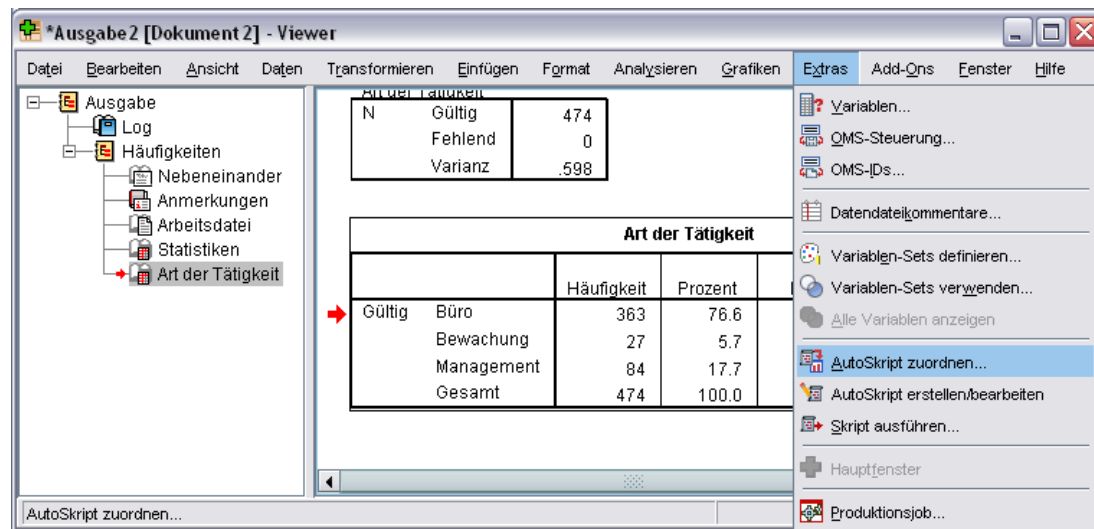 *Ausgabe2 [Dokument 2] - Viewer
Datei Bearbeiten Ansicht Daten Transformieren Einfügen Format Analysieren Grafiken Extras Add-Ons Fenster Hilfe
Ausgabe
Log
Häufigkeiten
Nebeneinander
Anmerkungen
Arbeitsdatei
Statistiken
Art der Tätigkeit
Art der Tätigkeit
N Gültig 474
Fehlend 0
Varianz .598
Art der Tätigkeit
Häufigkeit Prozent
Gültig Büro 363 76.6
Bewachung 27 5.7
Management 84 17.7
Gesamt 474 100.0
Variablen...
OMS-Steuerung...
OMS-IDs...
Datendateikommentare...
Variablen-Sets definieren...
Variablen-Sets verwenden...
Alle Variablen anzeigen
AutoSkript zuordnen...
AutoSkript erstellen/bearbeiten
Skript ausführen...
Hauptfenster
Produktionsjob...
AutoSkript zuordnen...